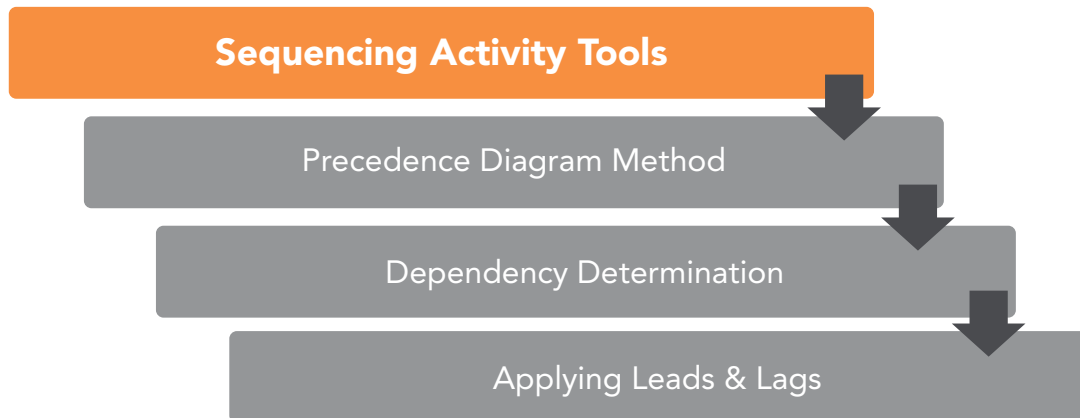 Sequencing Activity Tools
Precedence Diagram Method
Dependency Determination
Applying Leads & Lags